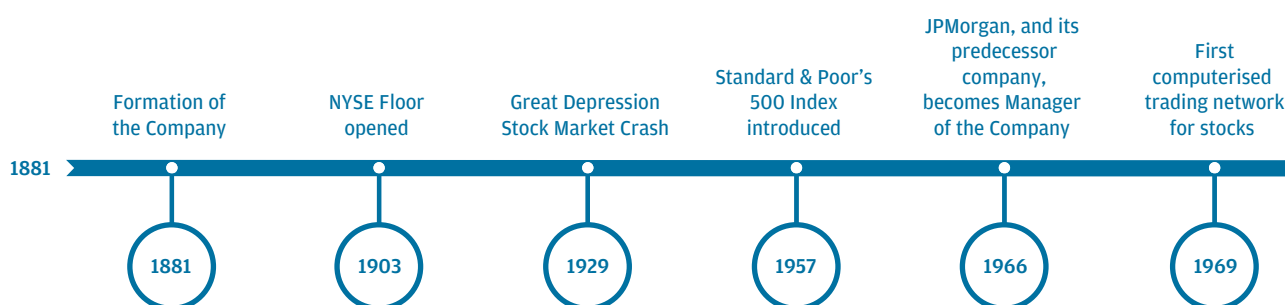 Formation of
the Company
NYSE Floor
opened
Great Depression
Stock Market Crash
Standard & Poor's
500 Index
introduced
JPMorgan, and its
predecessor
company,
becomes Manager
of the Company
First
computerised
trading network
for stocks
1881
1881
1903
1929
1957
1966
1969